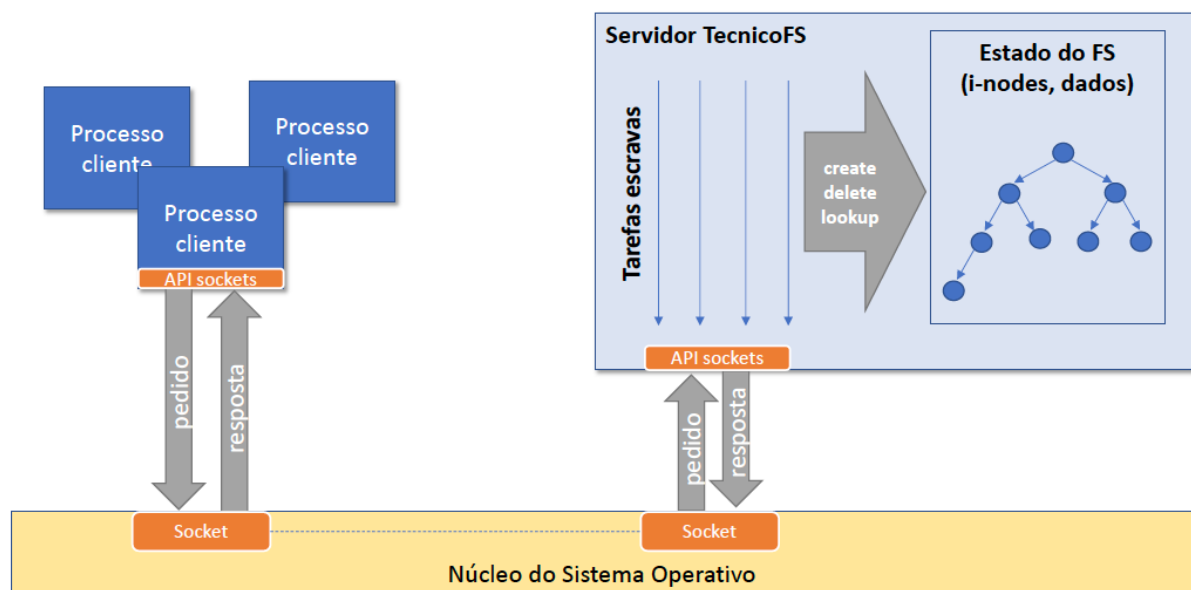 Processo
cliente
Processo
cliente
Processo
cliente
API sockets
pedido
resposta
Socket
Servidor TecnicoFS
Tarefas escravas
create
delete
lookup
Estado do FS
(i-nodes, dados)
API sockets
pedido
resposta
Socket
Núcleo do Sistema Operativo